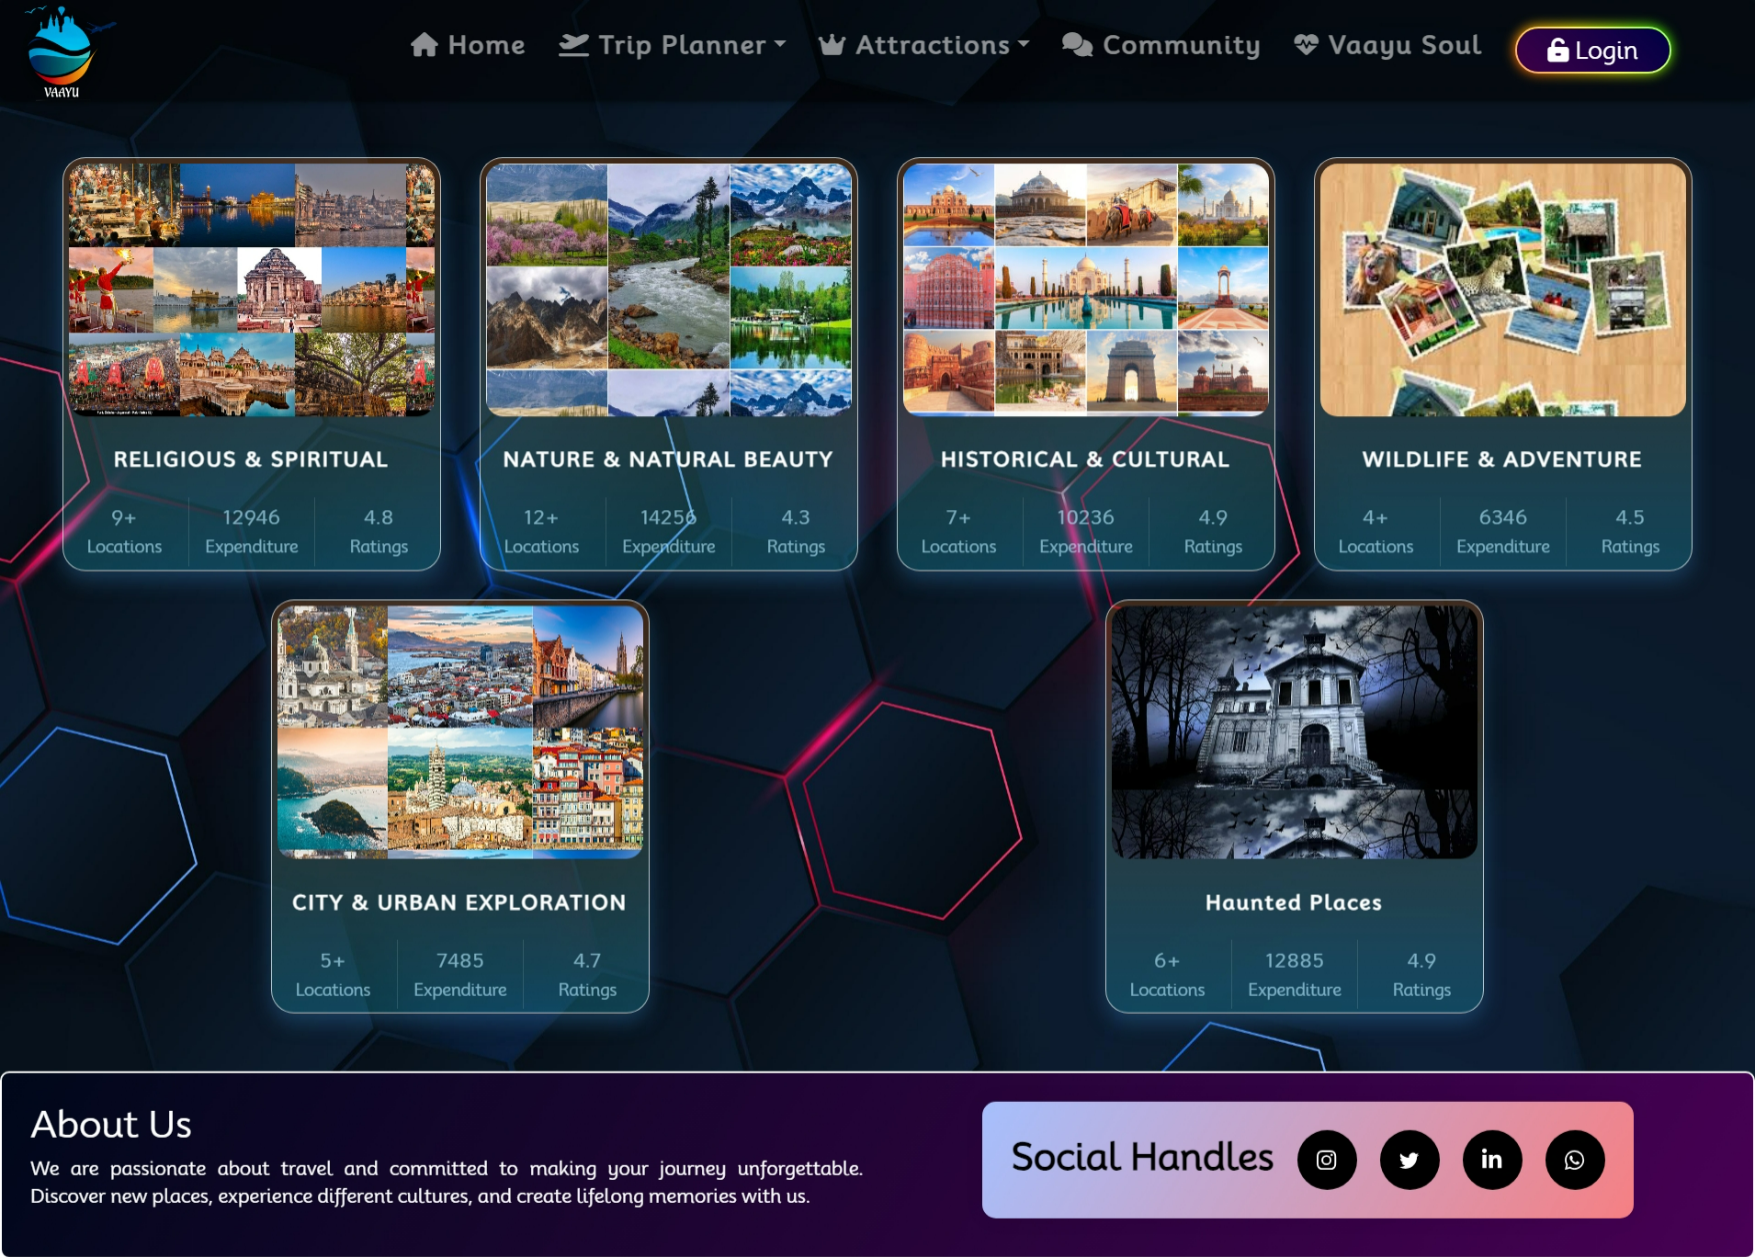 VAAYU
Home Trip Planner Attractions Community Vaayu Soul Login
RELIGIOUS & SPIRITUAL
9+ 12946 4.8
Locations Expenditure Ratings
NATURE & NATURAL BEAUTY
12+ 14256 4.3
Locations Expenditure Ratings
HISTORICAL & CULTURAL
7+ 10236 4.9
Locations Expenditure Ratings
WILDLIFE & ADVENTURE
4+ 6346 4.5
Locations Expenditure Ratings
CITY & URBAN EXPLORATION
5+ 7485 4.7
Locations Expenditure Ratings
Haunted Places
6+ 12885 4.9
Locations Expenditure Ratings
About Us
We are passionate about travel and committed to making your journey unforgettable.
Discover new places, experience different cultures, and create lifelong memories with us.
Social Handles